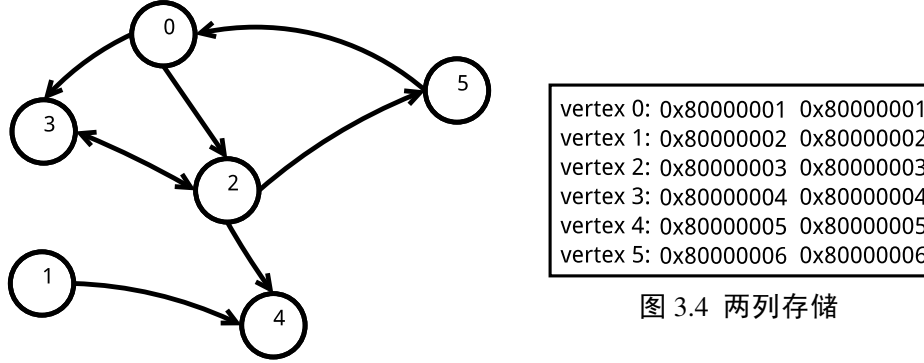 0
5
3
2
1
4
vertex 0: 0x80000001 0x80000001
vertex 1: 0x80000002 0x80000002
vertex 2: 0x80000003 0x80000003
vertex 3: 0x80000004 0x80000004
vertex 4: 0x80000005 0x80000005
vertex 5: 0x80000006 0x80000006
图 3.4 两列存储